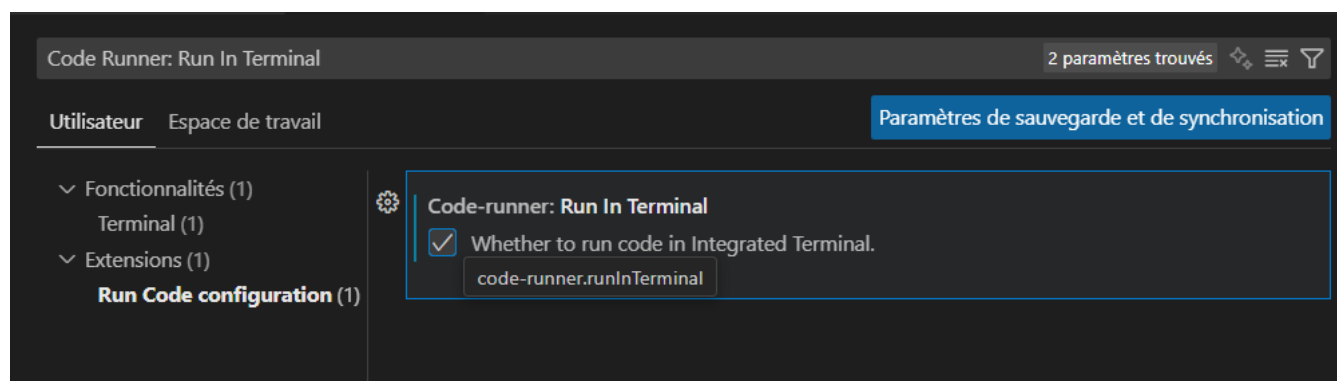 Code Runner: Run In Terminal
2 paramètres trouvés
Utilisateur
Espace de travail
Paramètres de sauvegarde et de synchronisation
Fonctionnalités (1)
Terminal (1)
Extensions (1)
Run Code configuration (1)
Code-runner: Run In Terminal
Whether to run code in Integrated Terminal.
code-runner.runInTerminal